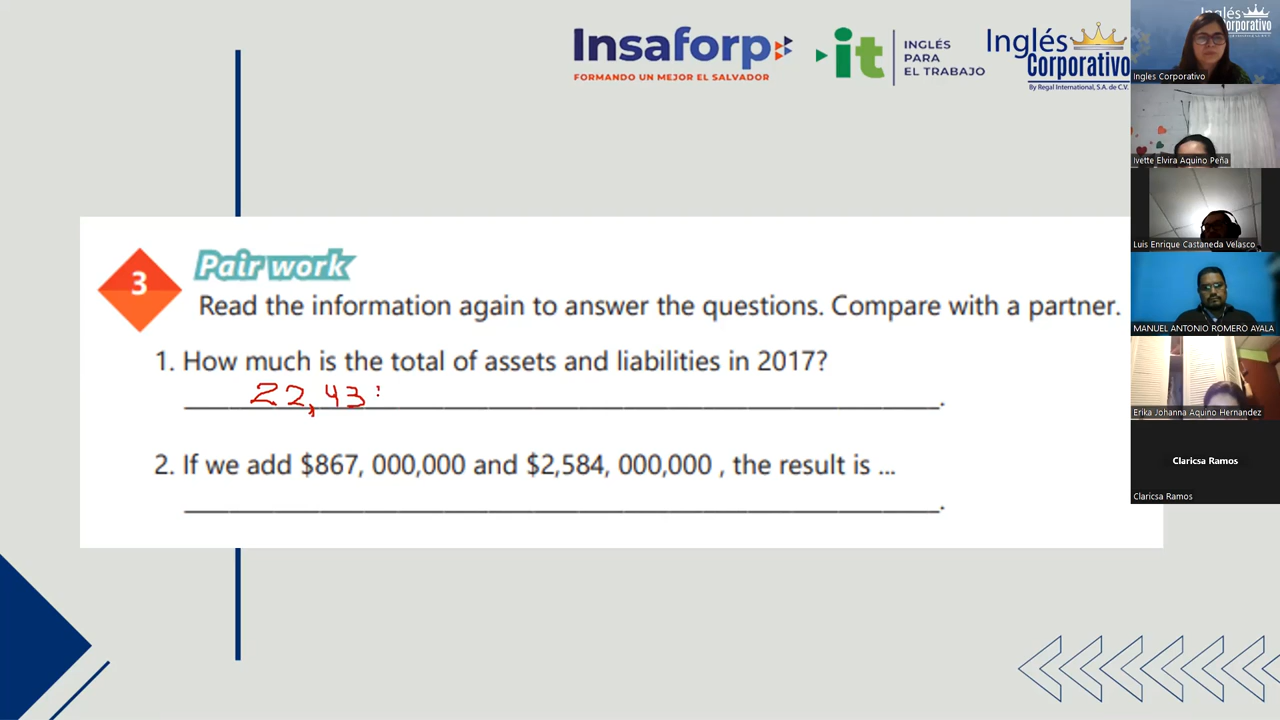 Insaforp
FORMANDO UN MEJOR EL SALVADOR
it
INGLÉS
PARA
EL TRABAJO
Inglés
Corporativo
By Regal International, S.A. de C.V.
3
Pair work
Read the information again to answer the questions. Compare with a partner.
1. How much is the total of assets and liabilities in 2017?
22,43
2. If we add $867, 000,000 and $2,584, 000,000 , the result is ...
Inglés
Corporativo
Ingles Corporativo
Ivette Elvira Aquino Peña
Luis Enrique Castaneda Velasco
MANUEL ANTONIO ROMERO AYALA
Erika Johanna Aquino Hernandez
Claricsa Ramos
Claricsa Ramos